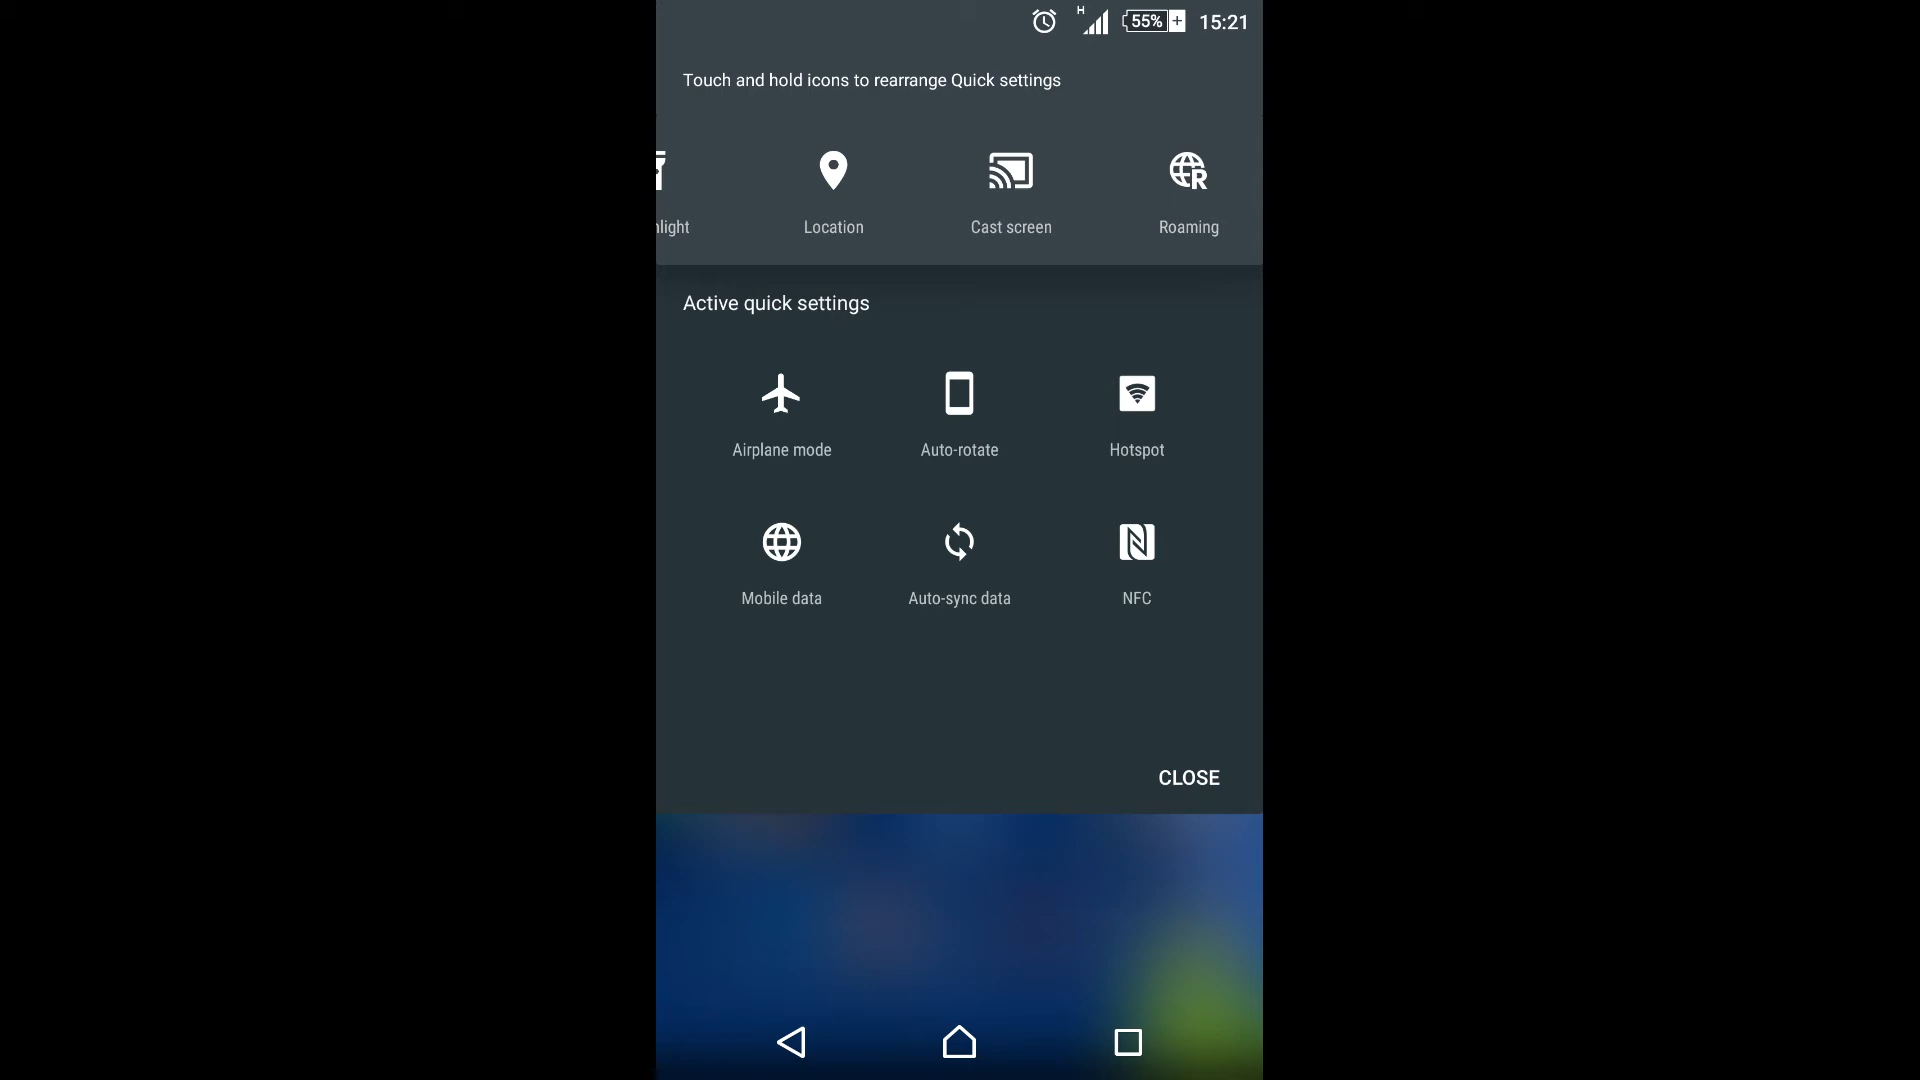 H 55% 15:21
Touch and hold icons to rearrange Quick settings
Location Cast screen Roaming
Active quick settings
Airplane mode Auto-rotate Hotspot
Mobile data Auto-sync data NFC
CLOSE